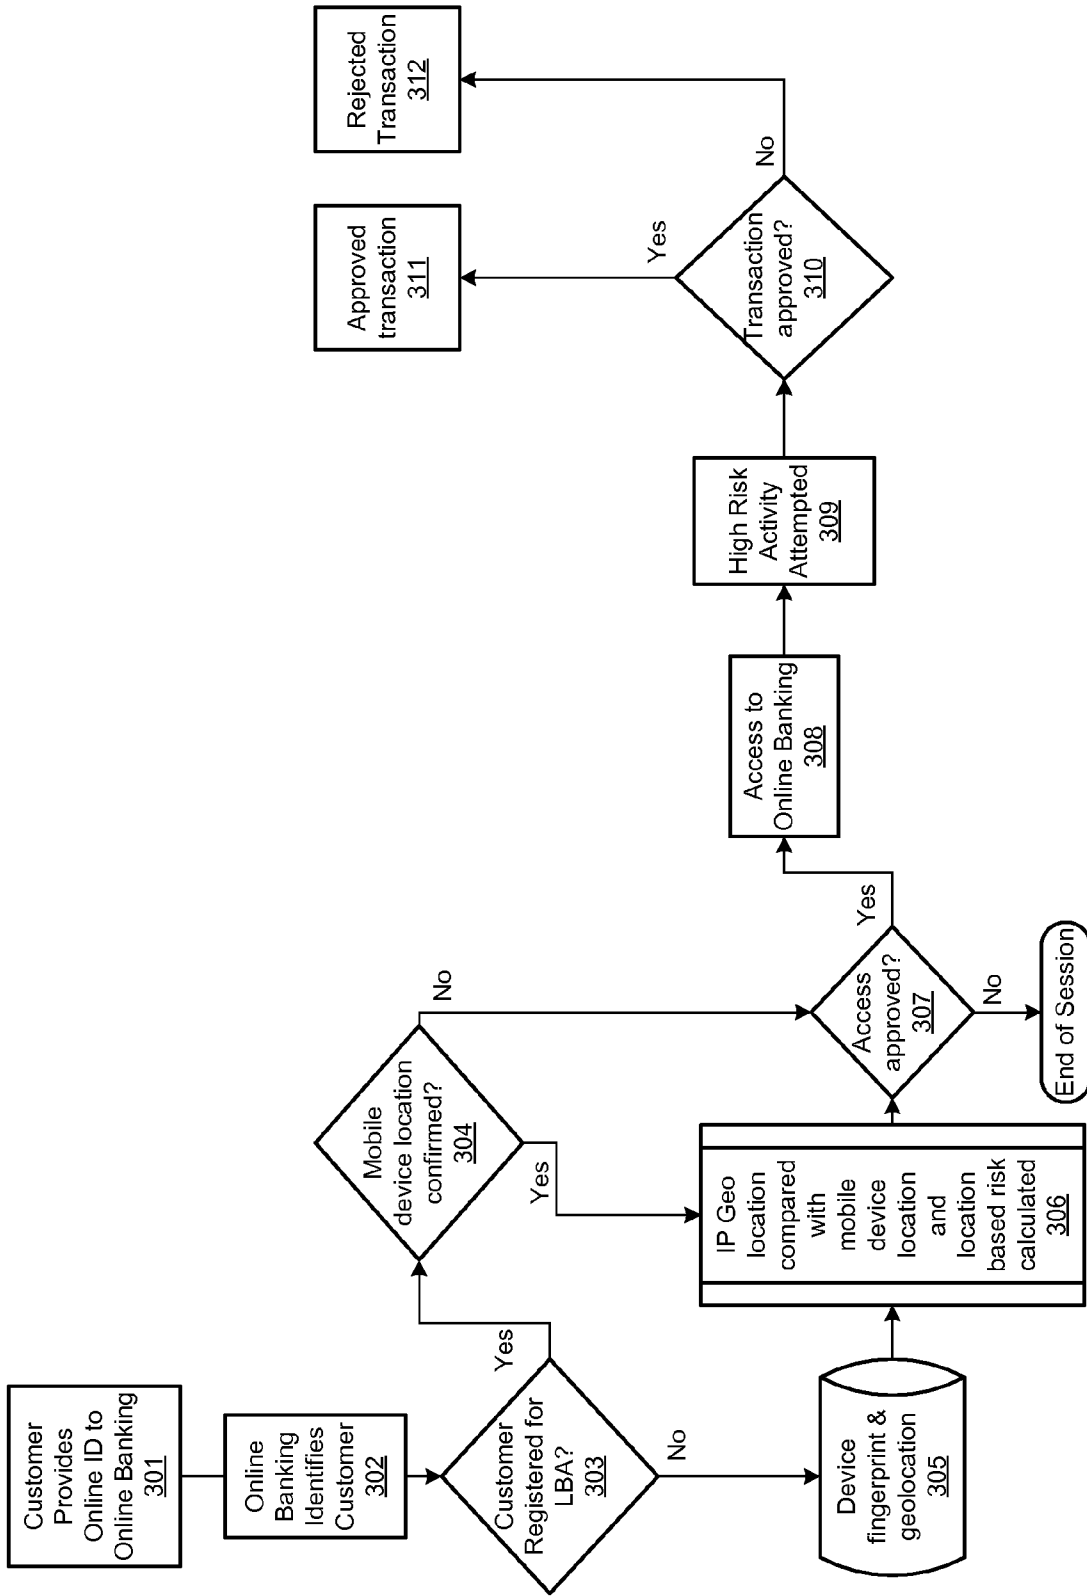 Customer
Provides
Online ID to
Online Banking
301
Online
Banking
Identifies
Customer
302
Customer
Registered for
LBA?
303
Yes
No
Mobile
device location
confirmed?
304
Yes
No
Device
fingerprint &
geolocation
305
IP Geo
location
compared
with
mobile
device
location
and
location
based risk
calculated
306
Access
approved?
307
Yes
No
End of Session
Access to
Online Banking
308
High Risk
Activity
Attempted
309
Transaction
approved?
310
Yes
No
Approved
transaction
311
Rejected
Transaction
312